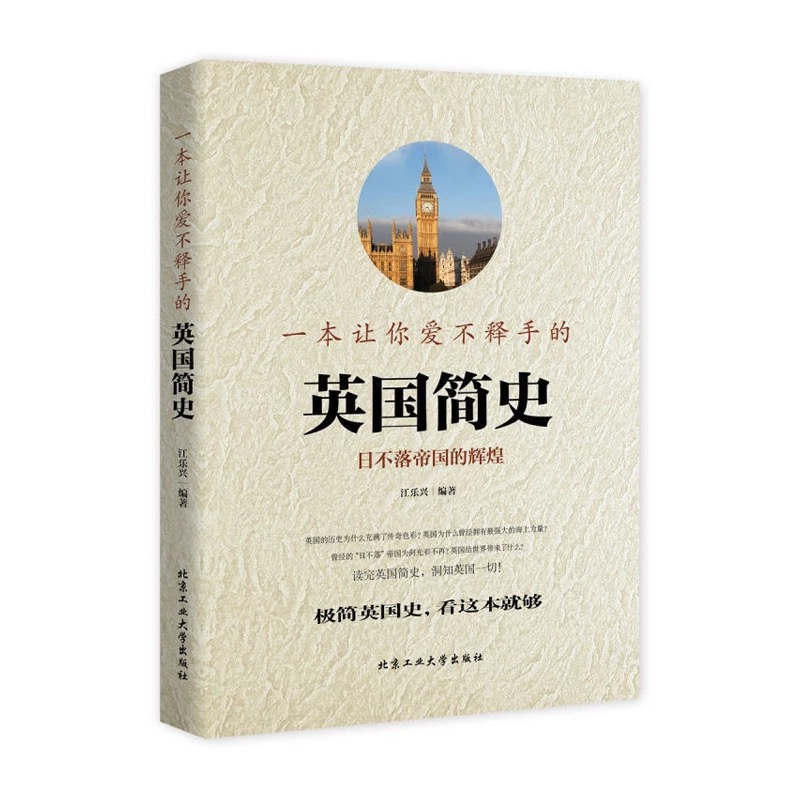 一本让你爱不释手的
英国简史
江乐兴 编著
北京工业大学出版社
一本让你爱不释手的
英国简史
日不落帝国的辉煌
江乐兴 编著
英国的历史为什么充满了传奇色彩?英国为什么曾经拥有最强大的海上力量?
曾经的“日不落”帝国为何光彩不再?英国给世界带来了什么?
读完英国简史,洞知英国一切!
极简英国史,看这本就够
北京工业大学出版社